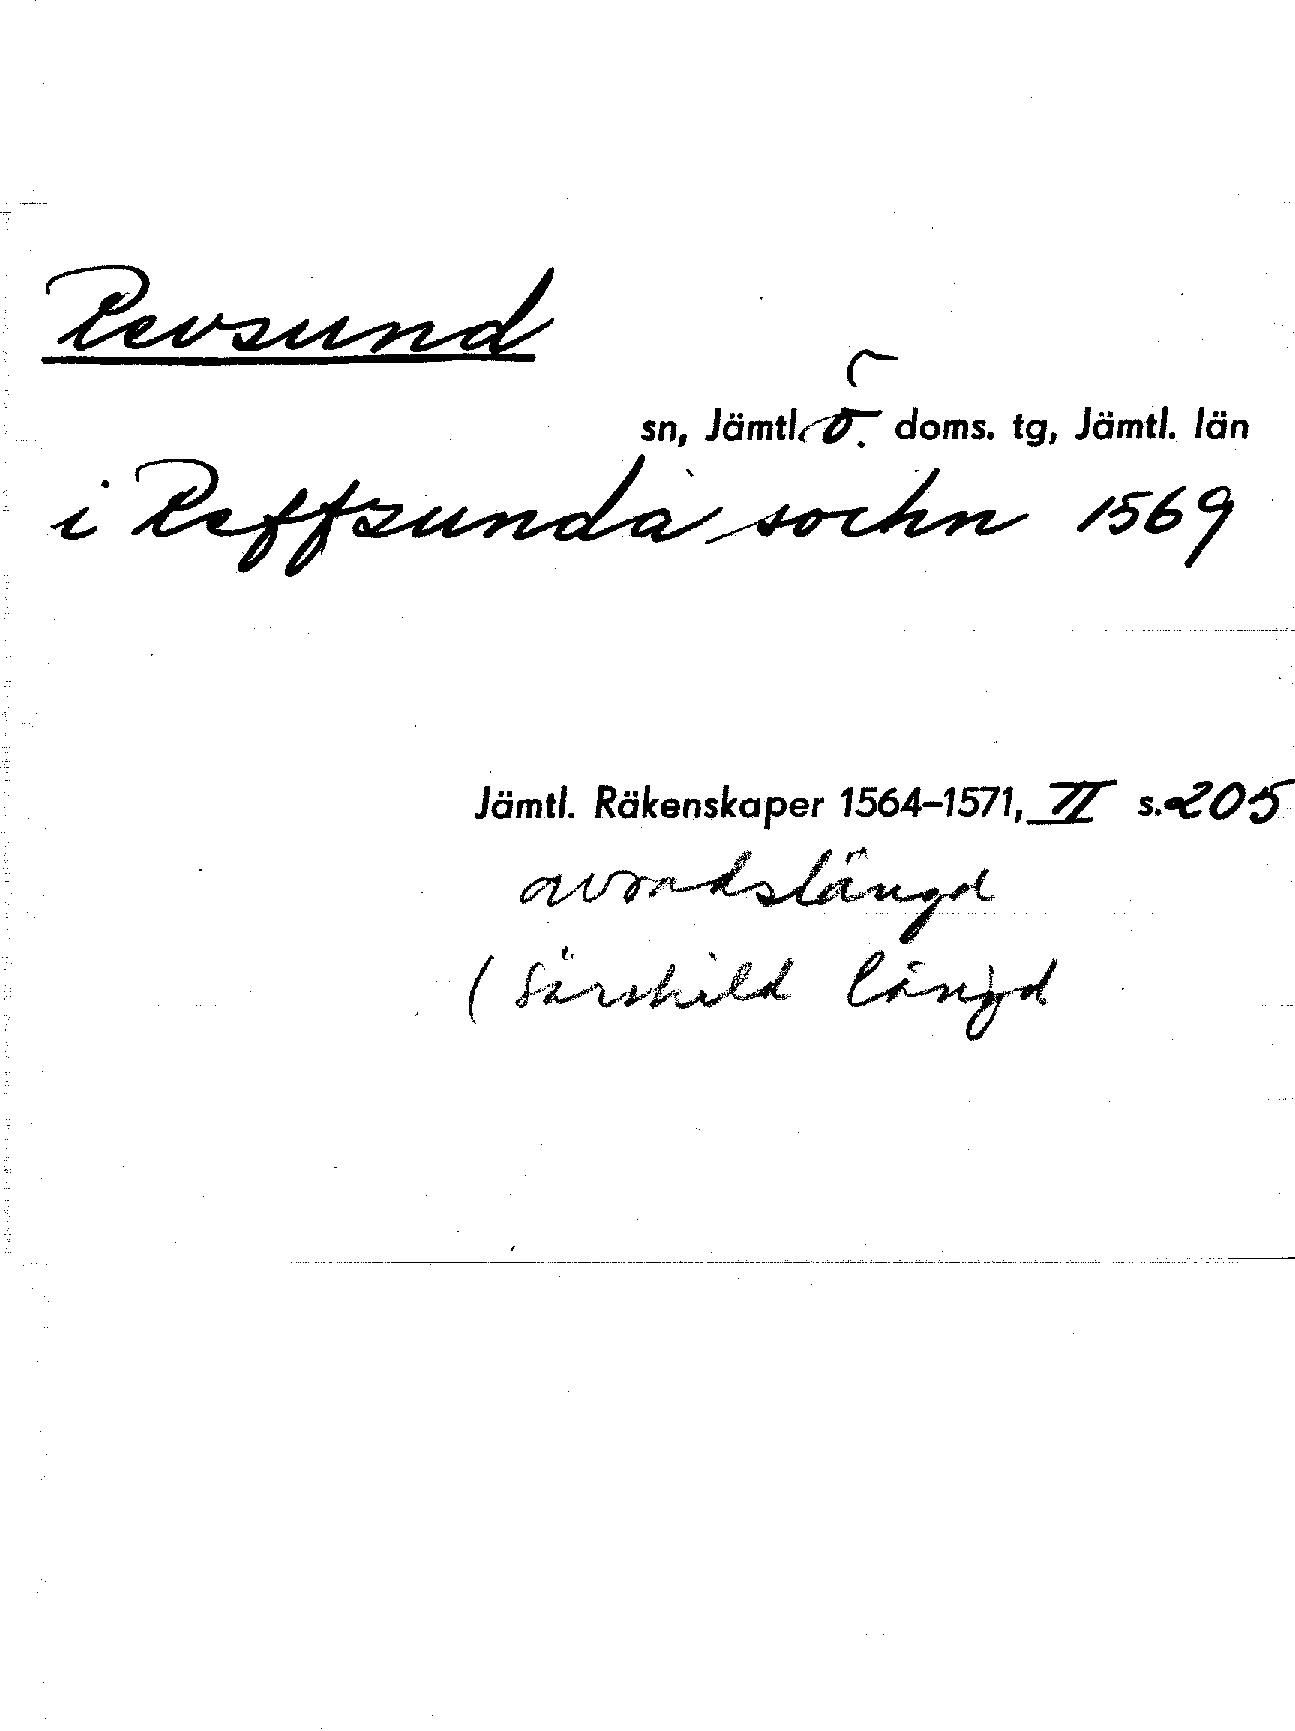 Revsund
sn, Jämtl. ö. doms. tg, Jämtl. län
i Reffzunda sochn 1569
Jämtl. Räkenskaper 1564–1571, II s. 205
avradslängd
(Särskild längd